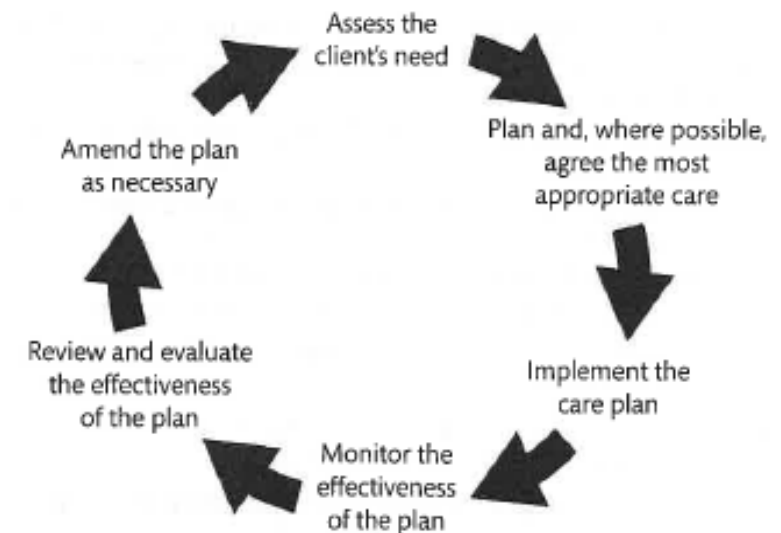 Assess the
client's need
Plan and, where possible,
agree the most
appropriate care
Implement the
care plan
Monitor the
effectiveness
of the plan
Review and evaluate
the effectiveness
of the plan
Amend the plan
as necessary